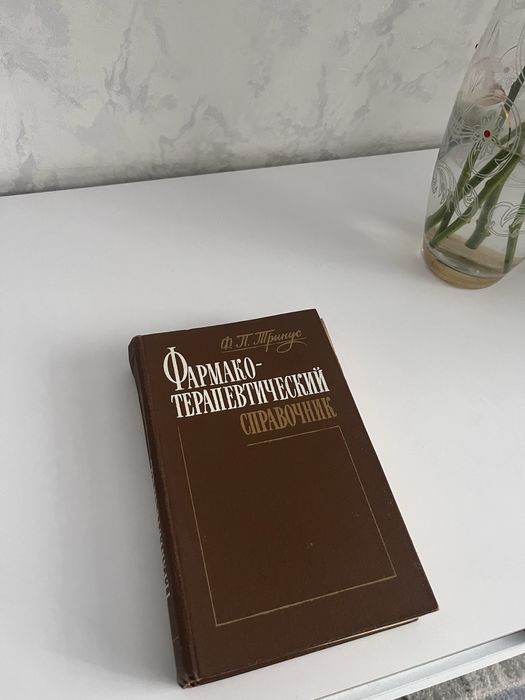 Ф. П. Тринус
Фармако-
терапевтический
справочник